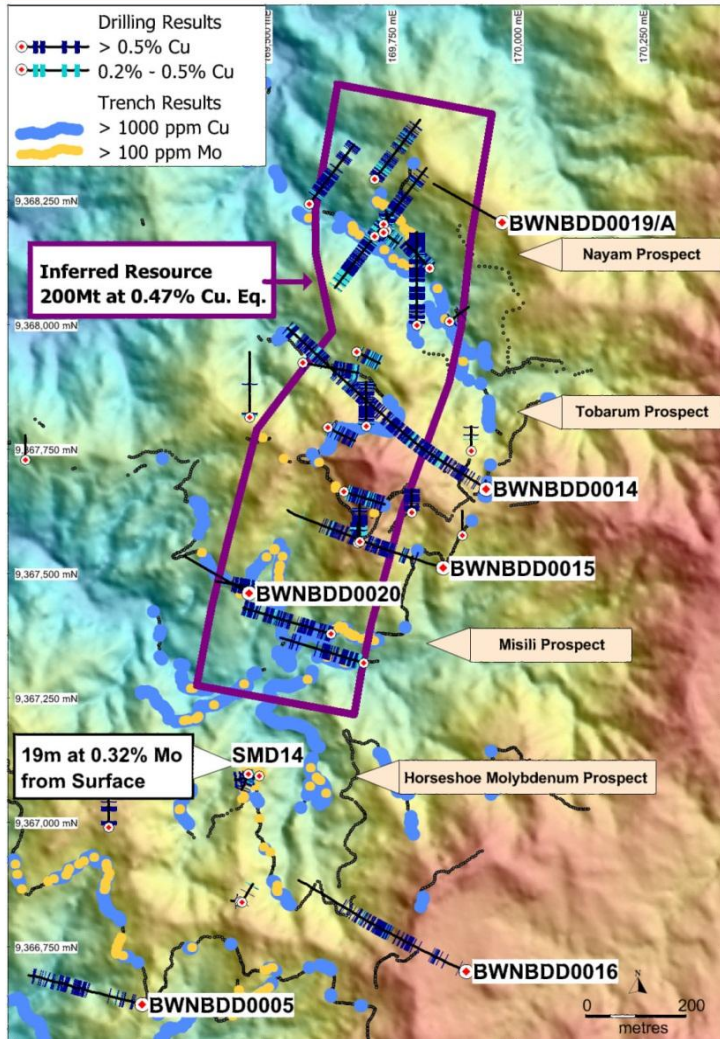 Drilling Results
> 0.5% Cu
0.2% - 0.5% Cu
Trench Results
> 1000 ppm Cu
> 100 ppm Mo
169,500 mE
169,750 mE
170,000 mE
170,250 mE
9,368,250 mN
BWNBDD0019/A
Nayam Prospect
Inferred Resource
200Mt at 0.47% Cu. Eq.
9,368,000 mN
Tobarum Prospect
9,367,750 mN
BWNBDD0014
BWNBDD0015
9,367,500 mN
BWNBDD0020
Misili Prospect
9,367,250 mN
19m at 0.32% Mo
from Surface
SMD14
Horseshoe Molybdenum Prospect
9,367,000 mN
9,366,750 mN
BWNBDD0016
BWNBDD0005
N
0 200
metres